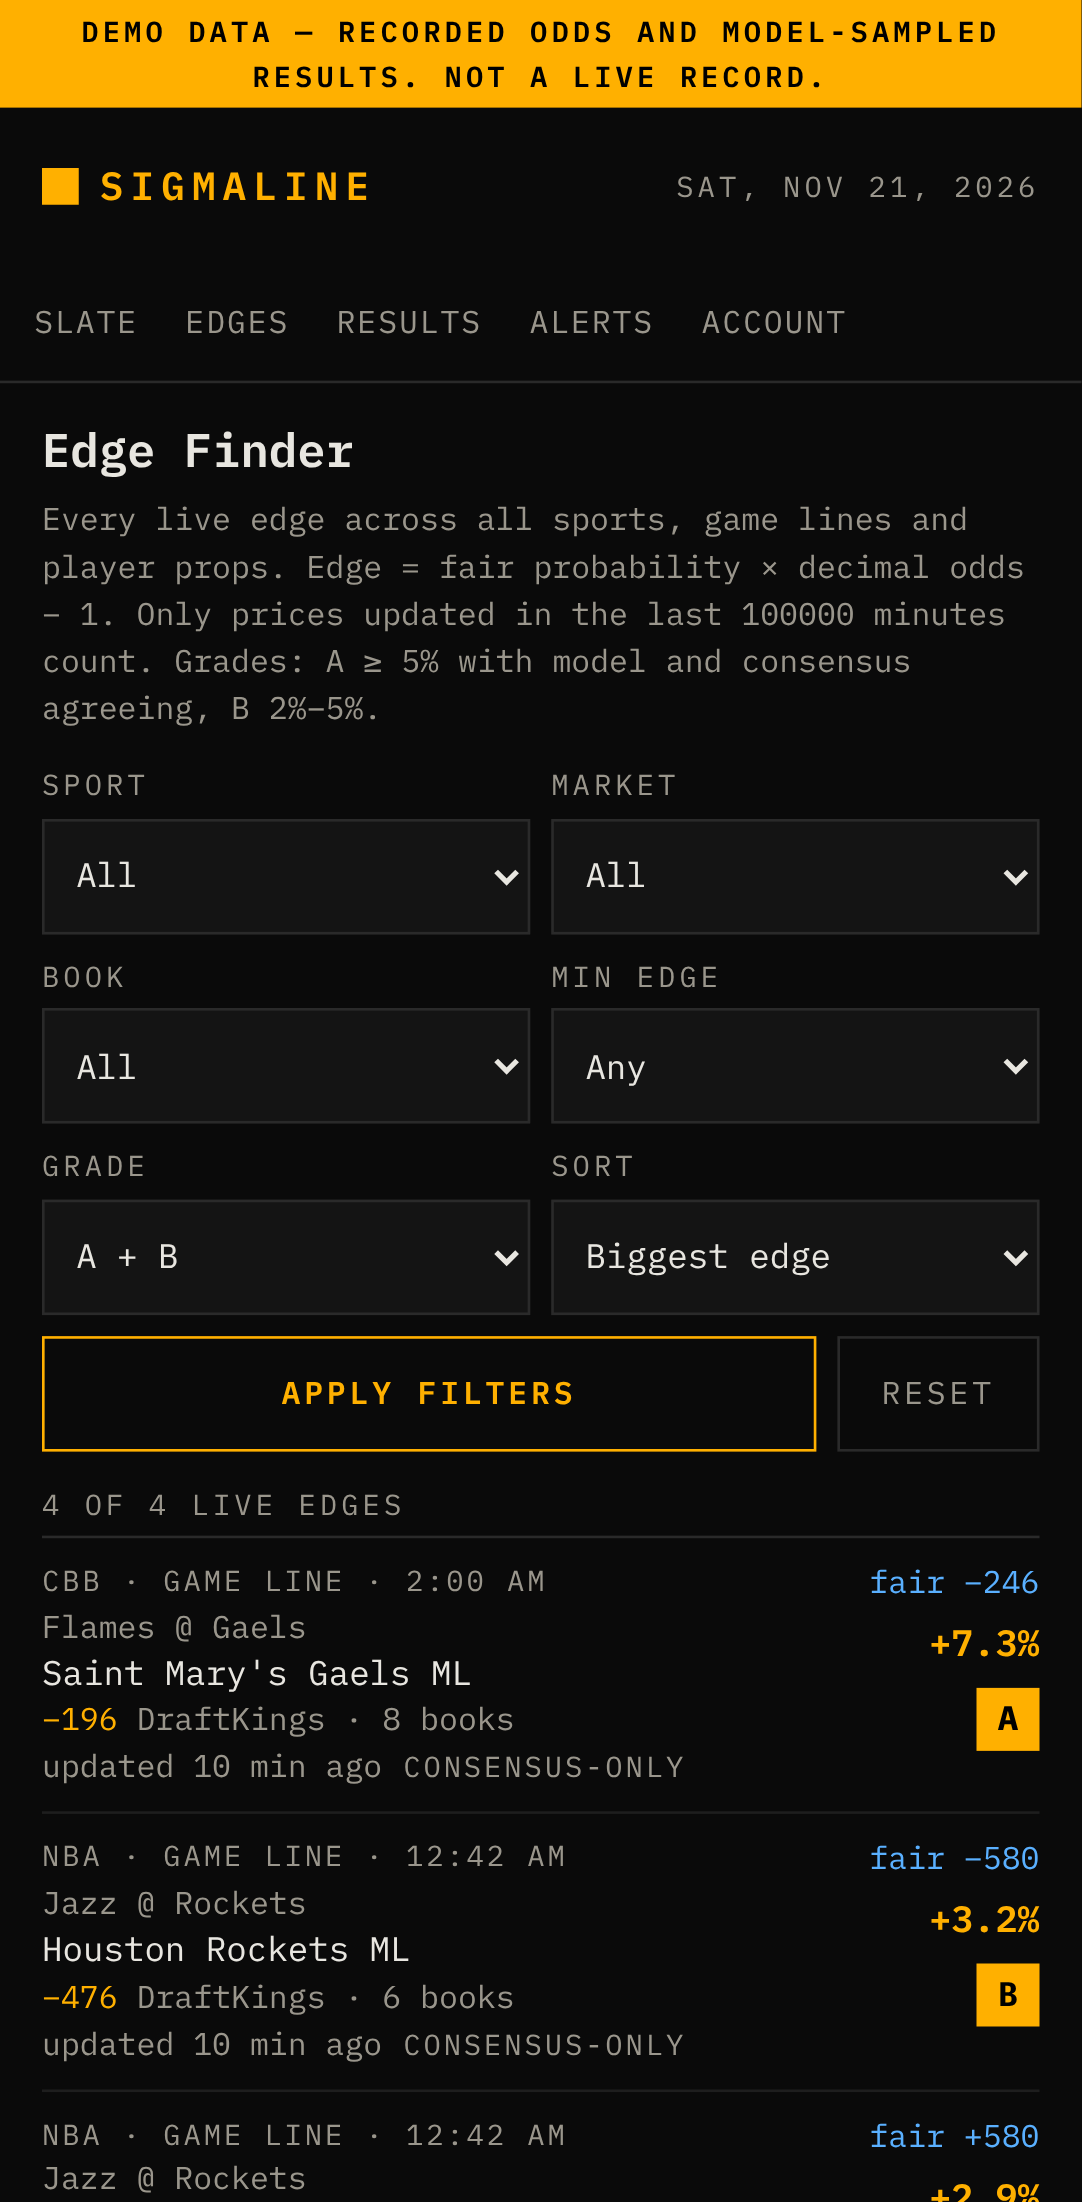 DEMO DATA — RECORDED ODDS AND MODEL-SAMPLED
RESULTS. NOT A LIVE RECORD.
SIGMALINE
SAT, NOV 21, 2026
SLATE EDGES RESULTS ALERTS ACCOUNT
Edge Finder
Every live edge across all sports, game lines and
player props. Edge = fair probability × decimal odds
− 1. Only prices updated in the last 100000 minutes
count. Grades: A ≥ 5% with model and consensus
agreeing, B 2%–5%.
SPORT MARKET
All All
BOOK MIN EDGE
All Any
GRADE SORT
A + B Biggest edge
APPLY FILTERS RESET
4 OF 4 LIVE EDGES
CBB · GAME LINE · 2:00 AM fair −246
Flames @ Gaels +7.3%
Saint Mary's Gaels ML
−196 DraftKings · 8 books A
updated 10 min ago CONSENSUS-ONLY
NBA · GAME LINE · 12:42 AM fair −580
Jazz @ Rockets +3.2%
Houston Rockets ML
−476 DraftKings · 6 books B
updated 10 min ago CONSENSUS-ONLY
NBA · GAME LINE · 12:42 AM fair +580
Jazz @ Rockets +2.9%